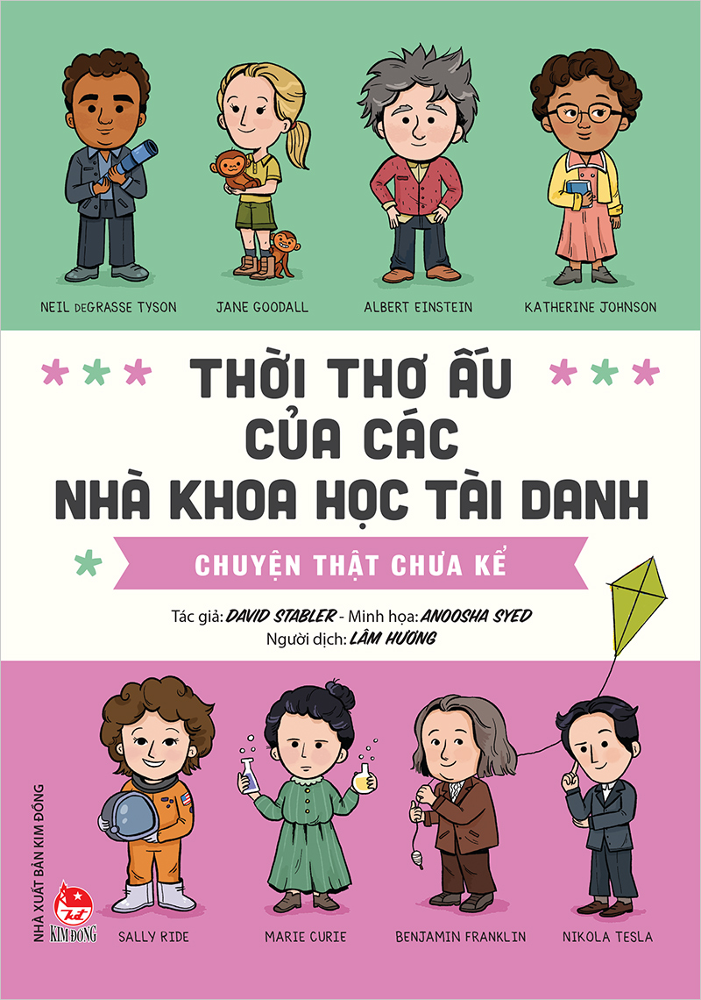 NEIL DEGRASSE TYSON
JANE GOODALL
ALBERT EINSTEIN
KATHERINE JOHNSON
THỜI THƠ ẤU
CỦA CÁC
NHÀ KHOA HỌC TÀI DANH
CHUYỆN THẬT CHƯA KỂ
Tác giả: DAVID STABLER - Minh họa: ANOOSHA SYED
Người dịch: LÂM HƯƠNG
NHÀ XUẤT BẢN KIM ĐỒNG
KIM ĐỒNG
SALLY RIDE
MARIE CURIE
BENJAMIN FRANKLIN
NIKOLA TESLA